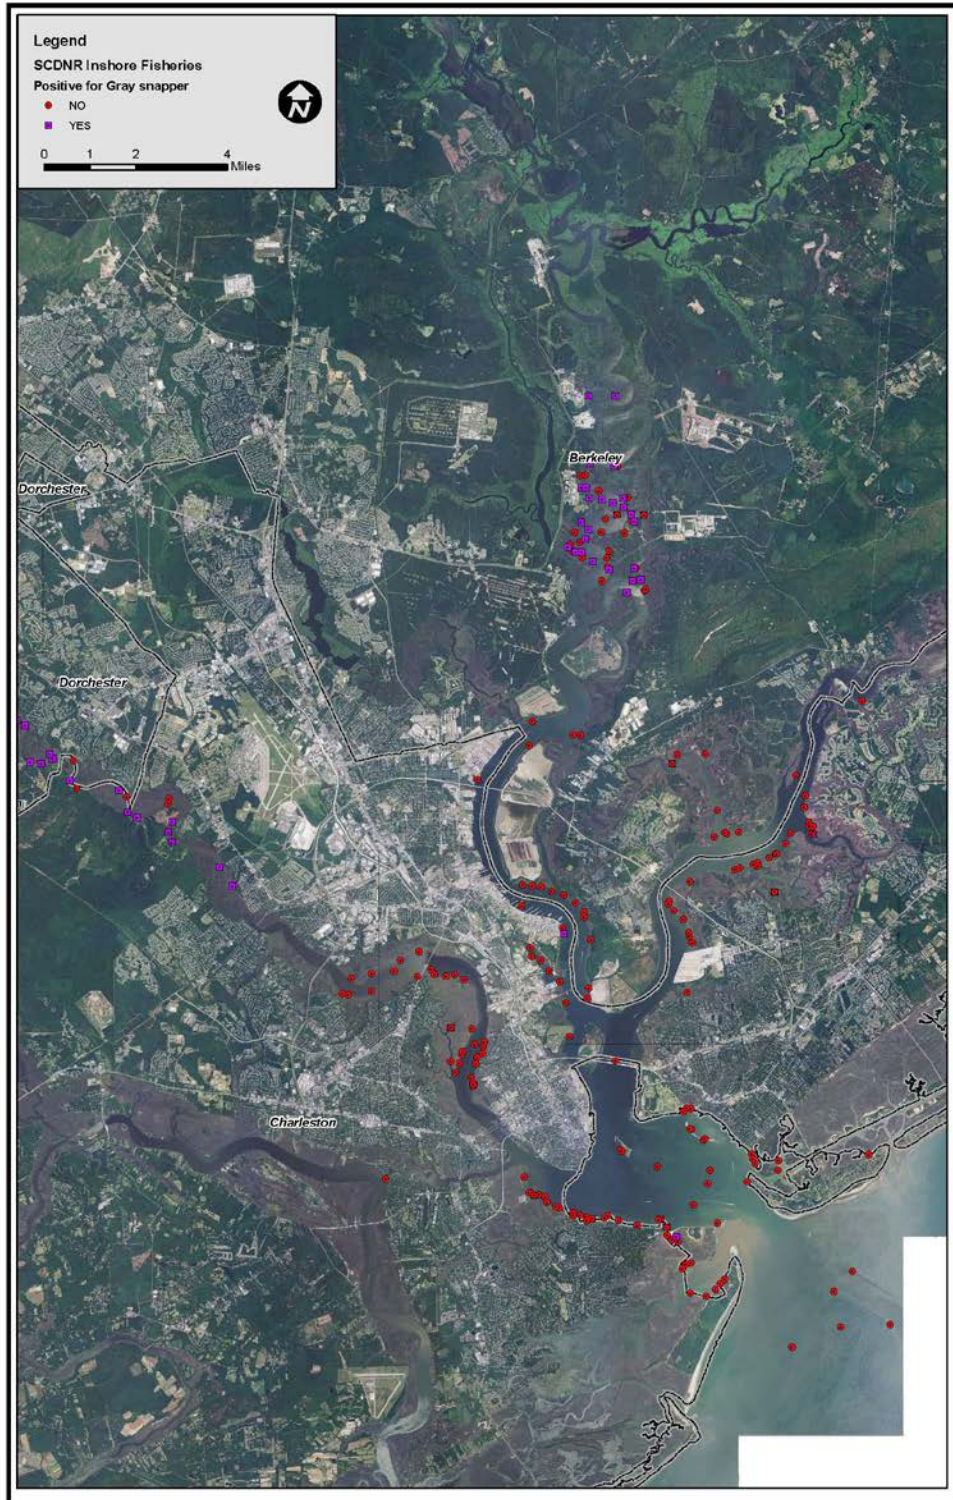 Legend
SCDNR Inshore Fisheries
Positive for Gray snapper
NO
YES
N
0 1 2 4
Miles
Berkeley
Dorchester
Dorchester
Charleston